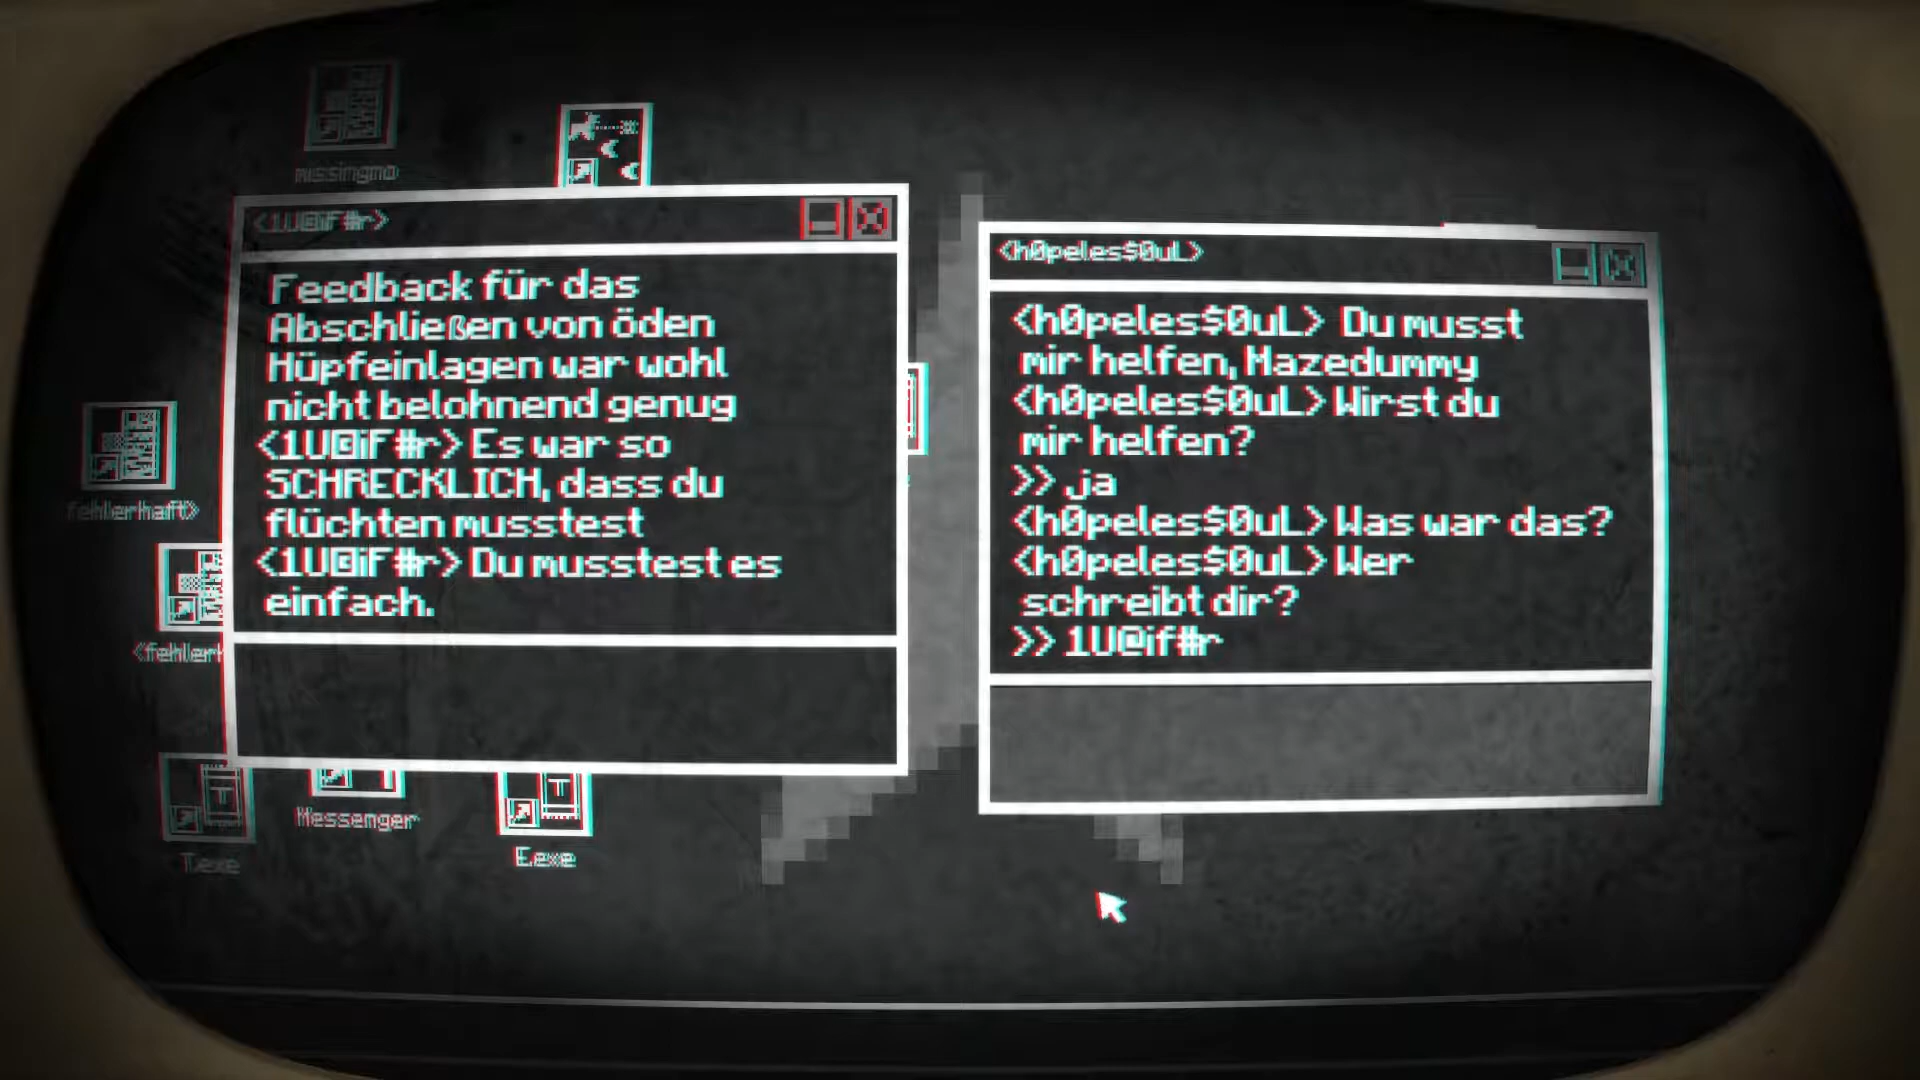 missingno
<1U@iF#r>
Feedback für das
Abschließen von öden
Hüpfeinlagen war wohl
nicht belohnend genug
<1U@iF#r> Es war so
SCHRECKLICH, dass du
flüchten musstest
<1U@iF#r> Du musstest es
einfach.
<h0peles$0uL>
<h0peles$0uL> Du musst
mir helfen, Mazedummy
<h0peles$0uL> Wirst du
mir helfen?
>> ja
<h0peles$0uL> Was war das?
<h0peles$0uL> Wer
schreibt dir?
>> 1U@if#r
fehlerhaft>
<fehlerh
Messenger
T.exe
E.exe